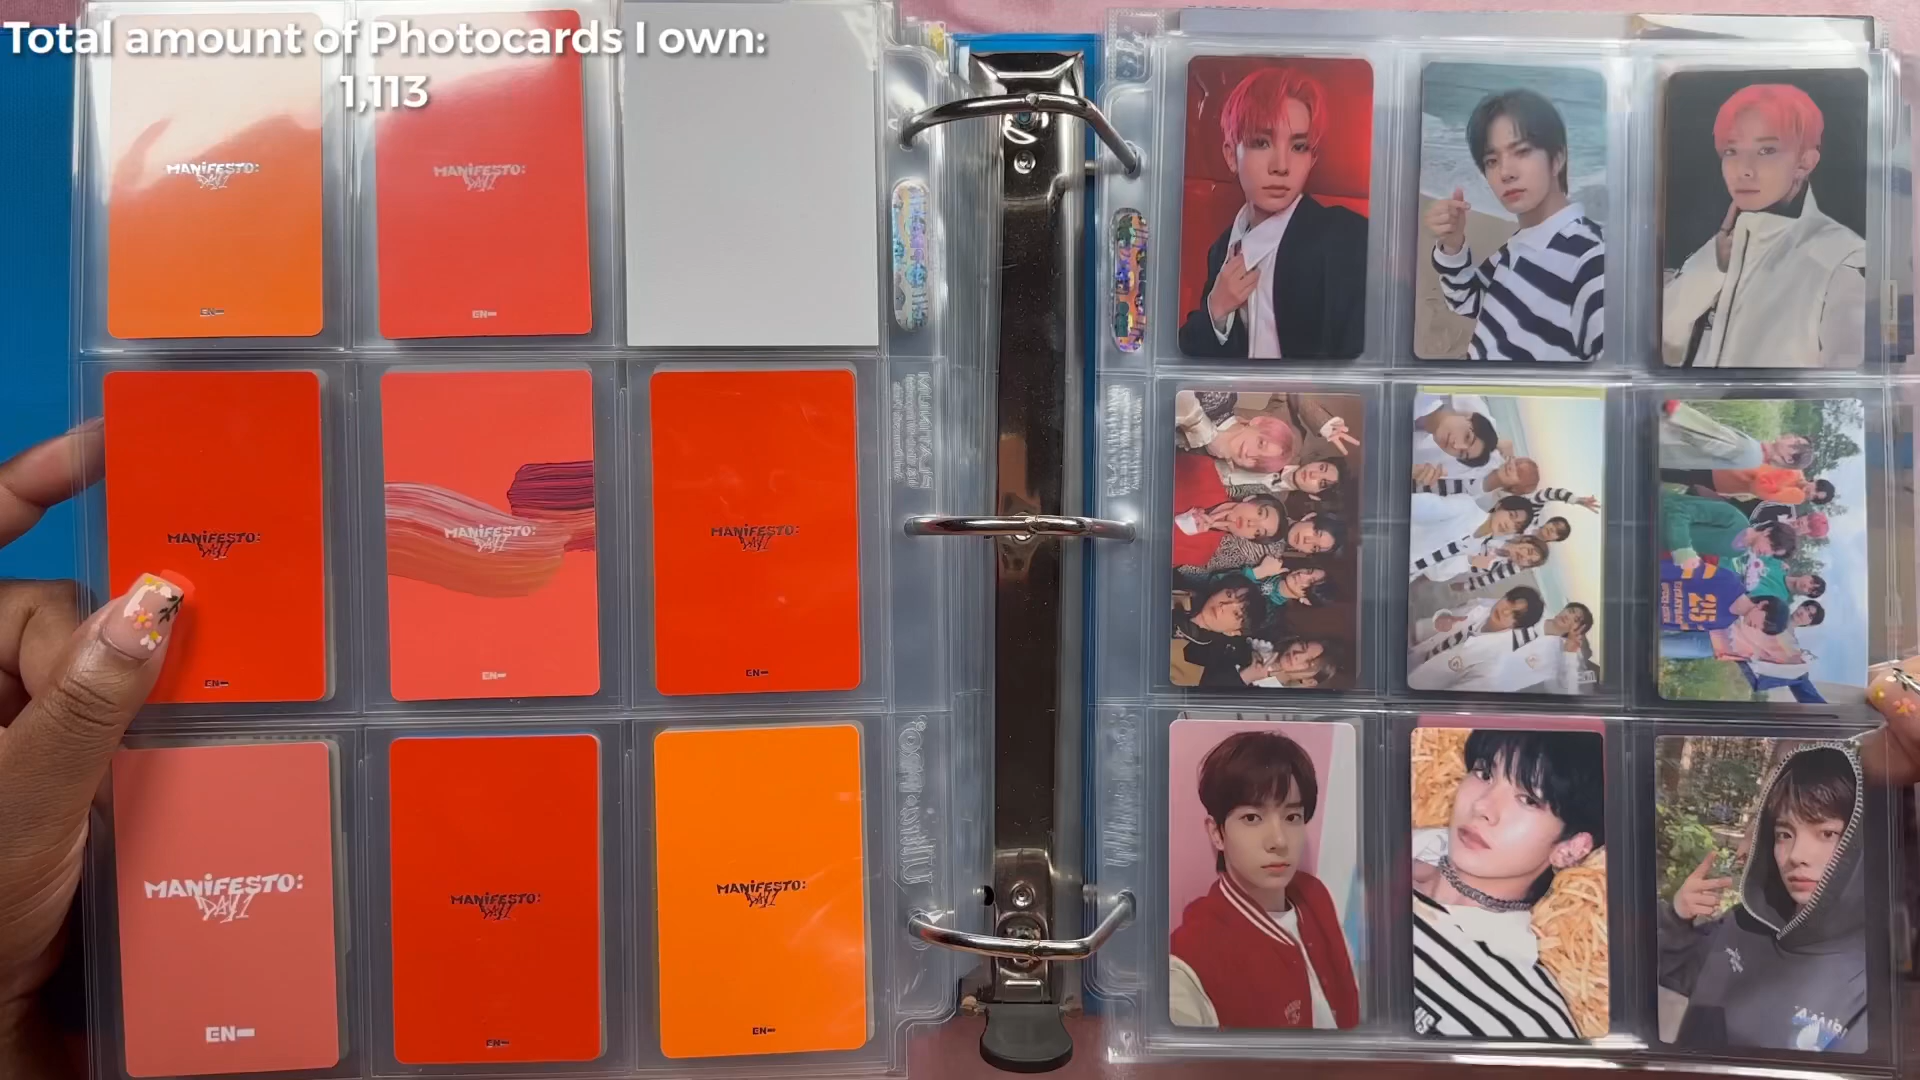 Total amount of Photocards I own:
1,113
MANiFESTO:
DAY1
EN-
MANiFESTO:
DAY1
EN-
MANiFESTO:
DAY1
EN-
MANiFESTO:
DAY1
EN-
MANiFESTO:
DAY1
EN-
MANiFESTO:
DAY1
EN-
MANiFESTO:
DAY1
EN-
MANiFESTO:
DAY1
EN-
25